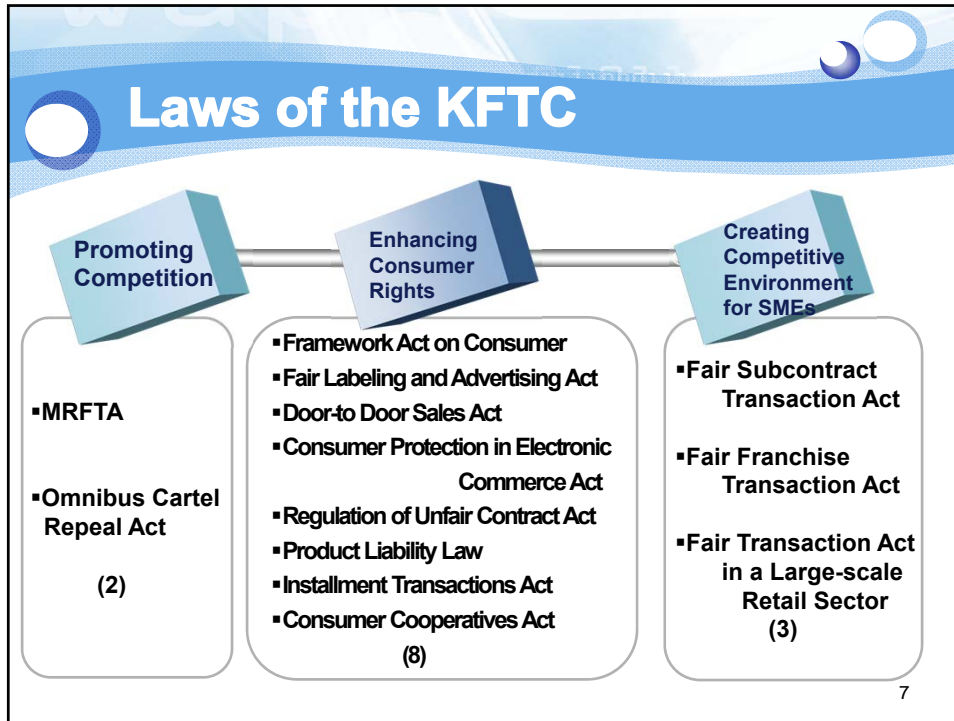 Laws of the KFTC
Promoting
Competition
▪MRFTA
▪Omnibus Cartel
Repeal Act
(2)
Enhancing
Consumer
Rights
▪Framework Act on Consumer
▪Fair Labeling and Advertising Act
▪Door-to Door Sales Act
▪Consumer Protection in Electronic
Commerce Act
▪Regulation of Unfair Contract Act
▪Product Liability Law
▪Installment Transactions Act
▪Consumer Cooperatives Act
(8)
Creating
Competitive
Environment
for SMEs
▪Fair Subcontract
Transaction Act
▪Fair Franchise
Transaction Act
▪Fair Transaction Act
in a Large-scale
Retail Sector
(3)
7